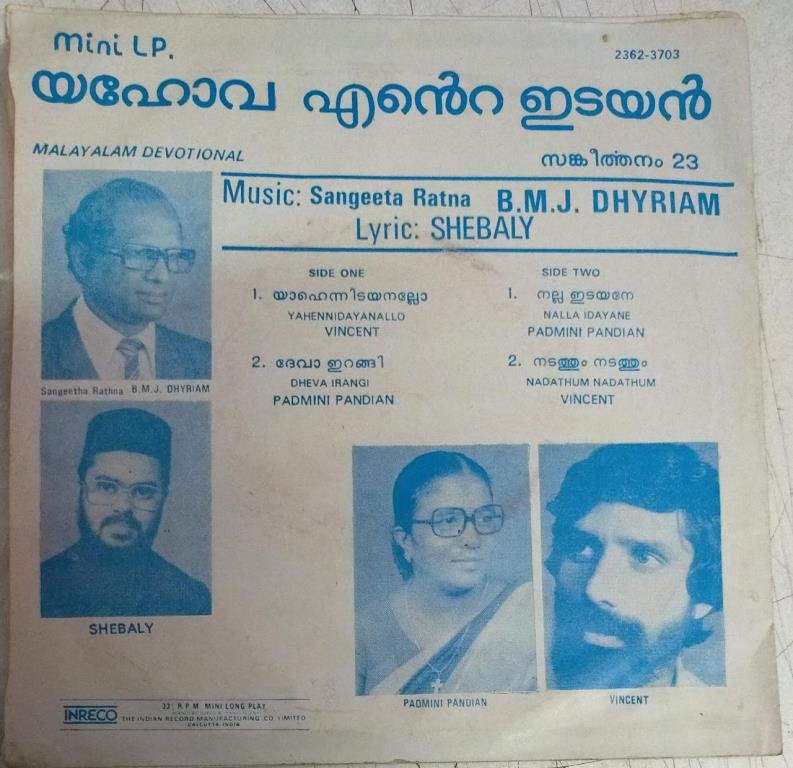 mini LP.
2362-3703
യഹോവ എൻെറ ഇടയൻ
MALAYALAM DEVOTIONAL
സങ്കീർത്തനം 23
Music: Sangeeta Ratna B.M.J. DHYRIAM
Lyric: SHEBALY
SIDE ONE
1. യാഹെന്നിടയനല്ലോ
YAHENNIDAYANALLO
VINCENT
2. ദേവാ ഇറങ്ങി
DHEVA IRANGI
PADMINI PANDIAN
SIDE TWO
1. നല്ല ഇടയനേ
NALLA IDAYANE
PADMINI PANDIAN
2. നടത്തും നടത്തും
NADATHUM NADATHUM
VINCENT
Sangeetha Rathna B.M.J. DHYRIAM
SHEBALY
PADMINI PANDIAN
VINCENT
INRECO
R.P.M. MINI LONG PLAY
THE INDIAN RECORD MANUFACTURING CO. LIMITED
CALCUTTA INDIA